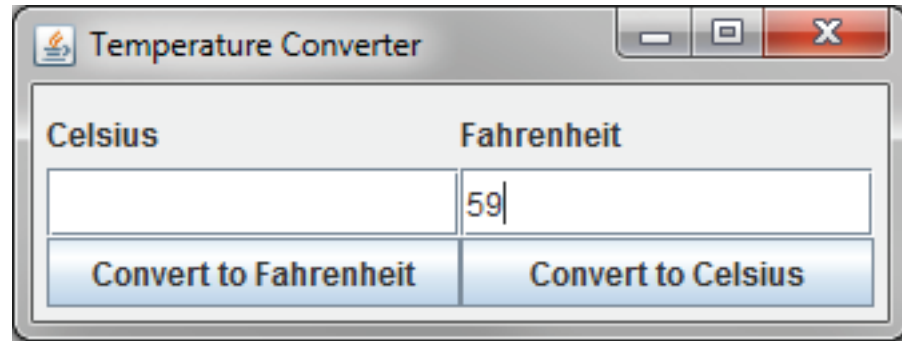 Temperature Converter
Celsius Fahrenheit
59
Convert to Fahrenheit Convert to Celsius